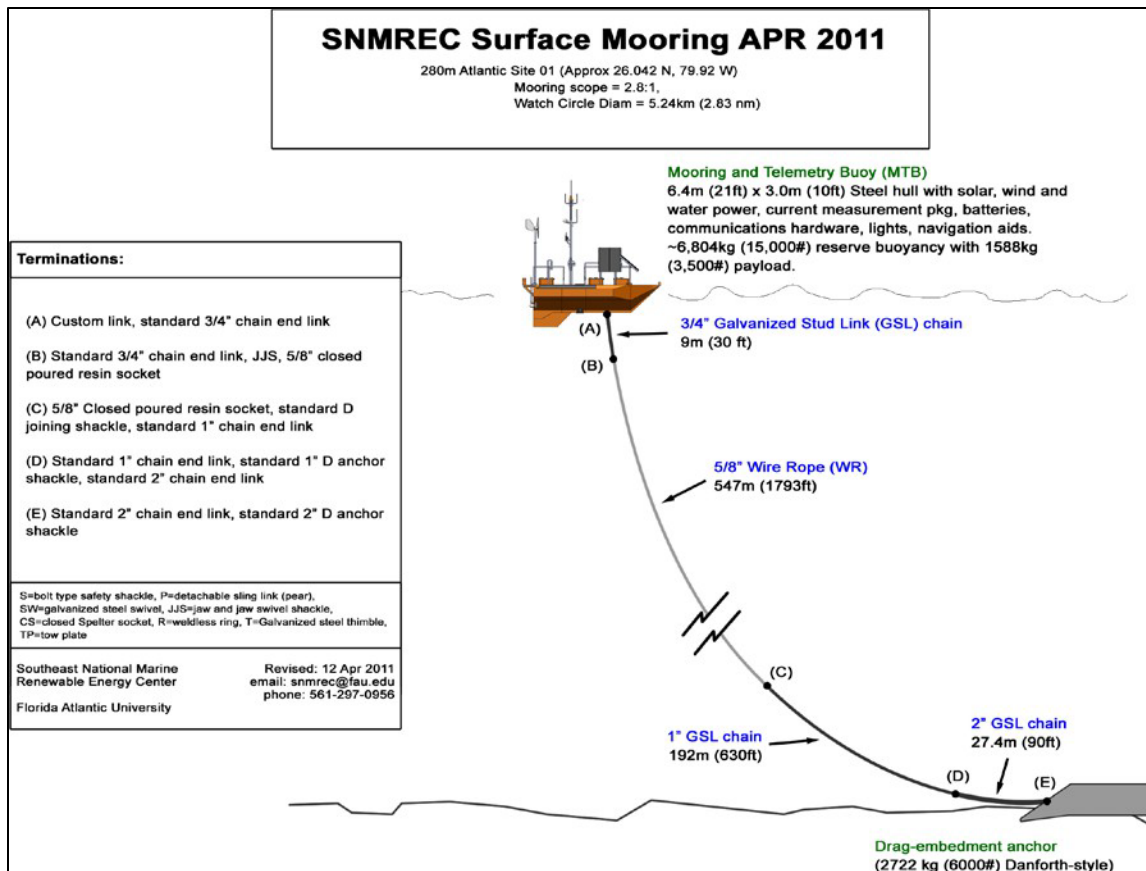 SNMREC Surface Mooring APR 2011
280m Atlantic Site 01 (Approx 26.042 N, 79.92 W)
Mooring scope = 2.8:1,
Watch Circle Diam = 5.24km (2.83 nm)
Mooring and Telemetry Buoy (MTB)
6.4m (21ft) x 3.0m (10ft) Steel hull with solar, wind and
water power, current measurement pkg, batteries,
communications hardware, lights, navigation aids.
~6,804kg (15,000#) reserve buoyancy with 1588kg
(3,500#) payload.
Terminations:
(A) Custom link, standard 3/4" chain end link
(B) Standard 3/4" chain end link, JJS, 5/8" closed
poured resin socket
(C) 5/8" Closed poured resin socket, standard D
joining shackle, standard 1" chain end link
(D) Standard 1" chain end link, standard 1" D anchor
shackle, standard 2" chain end link
(E) Standard 2" chain end link, standard 2" D anchor
shackle
S=bolt type safety shackle, P=detachable sling link (pear),
SW=galvanized steel swivel, JJS=jaw and jaw swivel shackle,
CS=closed Spelter socket, R=weldless ring, T=Galvanized steel thimble,
TP=tow plate
Southeast National Marine
Renewable Energy Center
Florida Atlantic University
Revised: 12 Apr 2011
email: snmrec@fau.edu
phone: 561-297-0956
(A)
3/4" Galvanized Stud Link (GSL) chain
9m (30 ft)
(B)
5/8" Wire Rope (WR)
547m (1793ft)
(C)
1" GSL chain
192m (630ft)
2" GSL chain
27.4m (90ft)
(D)
(E)
Drag-embedment anchor
(2722 kg (6000#) Danforth-style)